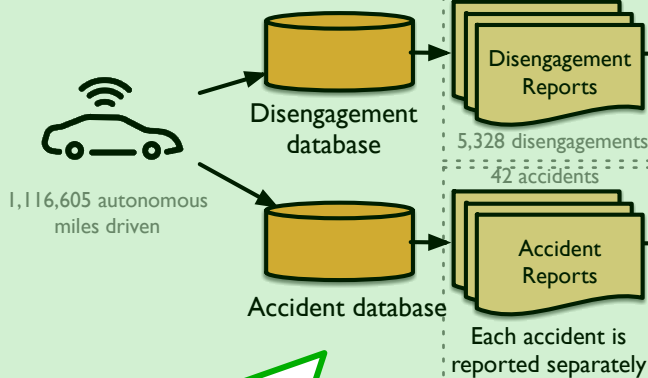 Disengagement
Reports
Disengagement
database
5,328 disengagements
42 accidents
1,116,605 autonomous
miles driven
Accident
Reports
Accident database
Each accident is
reported separately